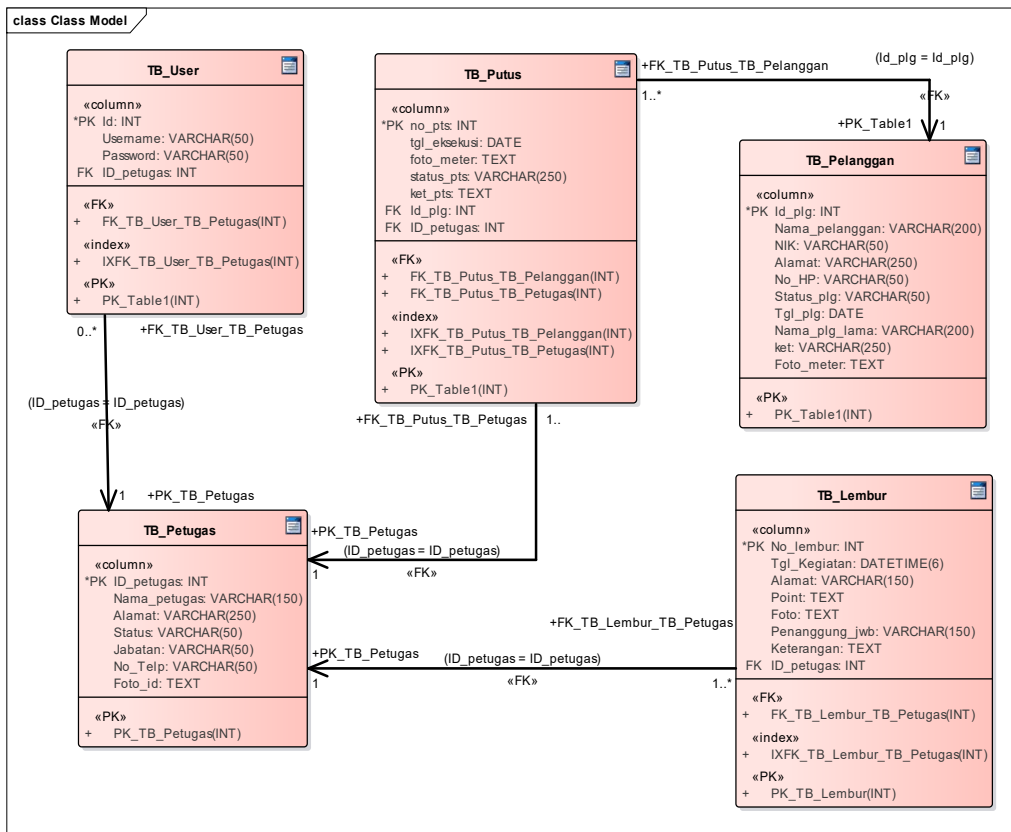 class Class Model
TB_User
«column»
*PK Id: INT
Username: VARCHAR(50)
Password: VARCHAR(50)
FK ID_petugas: INT
«FK»
+ FK_TB_User_TB_Petugas(INT)
«index»
+ IXFK_TB_User_TB_Petugas(INT)
«PK»
+ PK_Table1(INT)
0..*
+FK_TB_User_TB_Petugas
(ID_petugas = ID_petugas)
«FK»
1
+PK_TB_Petugas
TB_Putus
«column»
*PK no_pts: INT
tgl_eksekusi: DATE
foto_meter: TEXT
status_pts: VARCHAR(250)
ket_pts: TEXT
FK Id_plg: INT
FK ID_petugas: INT
«FK»
+ FK_TB_Putus_TB_Pelanggan(INT)
+ FK_TB_Putus_TB_Petugas(INT)
«index»
+ IXFK_TB_Putus_TB_Pelanggan(INT)
+ IXFK_TB_Putus_TB_Petugas(INT)
«PK»
+ PK_Table1(INT)
+FK_TB_Putus_TB_Pelanggan
1..*
(Id_plg = Id_plg)
«FK»
+PK_Table1
1
TB_Pelanggan
«column»
*PK Id_plg: INT
Nama_pelanggan: VARCHAR(200)
NIK: VARCHAR(50)
Alamat: VARCHAR(250)
No_HP: VARCHAR(50)
Status_plg: VARCHAR(50)
Tgl_plg: DATE
Nama_plg_lama: VARCHAR(200)
ket: VARCHAR(250)
Foto_meter: TEXT
«PK»
+ PK_Table1(INT)
+FK_TB_Putus_TB_Petugas
1..
+PK_TB_Petugas
(ID_petugas = ID_petugas)
1
«FK»
TB_Petugas
«column»
*PK ID_petugas: INT
Nama_petugas: VARCHAR(150)
Alamat: VARCHAR(250)
Status: VARCHAR(50)
Jabatan: VARCHAR(50)
No_Telp: VARCHAR(50)
Foto_id: TEXT
«PK»
+ PK_TB_Petugas(INT)
+PK_TB_Petugas
1
(ID_petugas = ID_petugas)
«FK»
+FK_TB_Lembur_TB_Petugas
1..*
TB_Lembur
«column»
*PK No_lembur: INT
Tgl_Kegiatan: DATETIME(6)
Alamat: VARCHAR(150)
Point: TEXT
Foto: TEXT
Penanggung_jwb: VARCHAR(150)
Keterangan: TEXT
FK ID_petugas: INT
«FK»
+ FK_TB_Lembur_TB_Petugas(INT)
«index»
+ IXFK_TB_Lembur_TB_Petugas(INT)
«PK»
+ PK_TB_Lembur(INT)